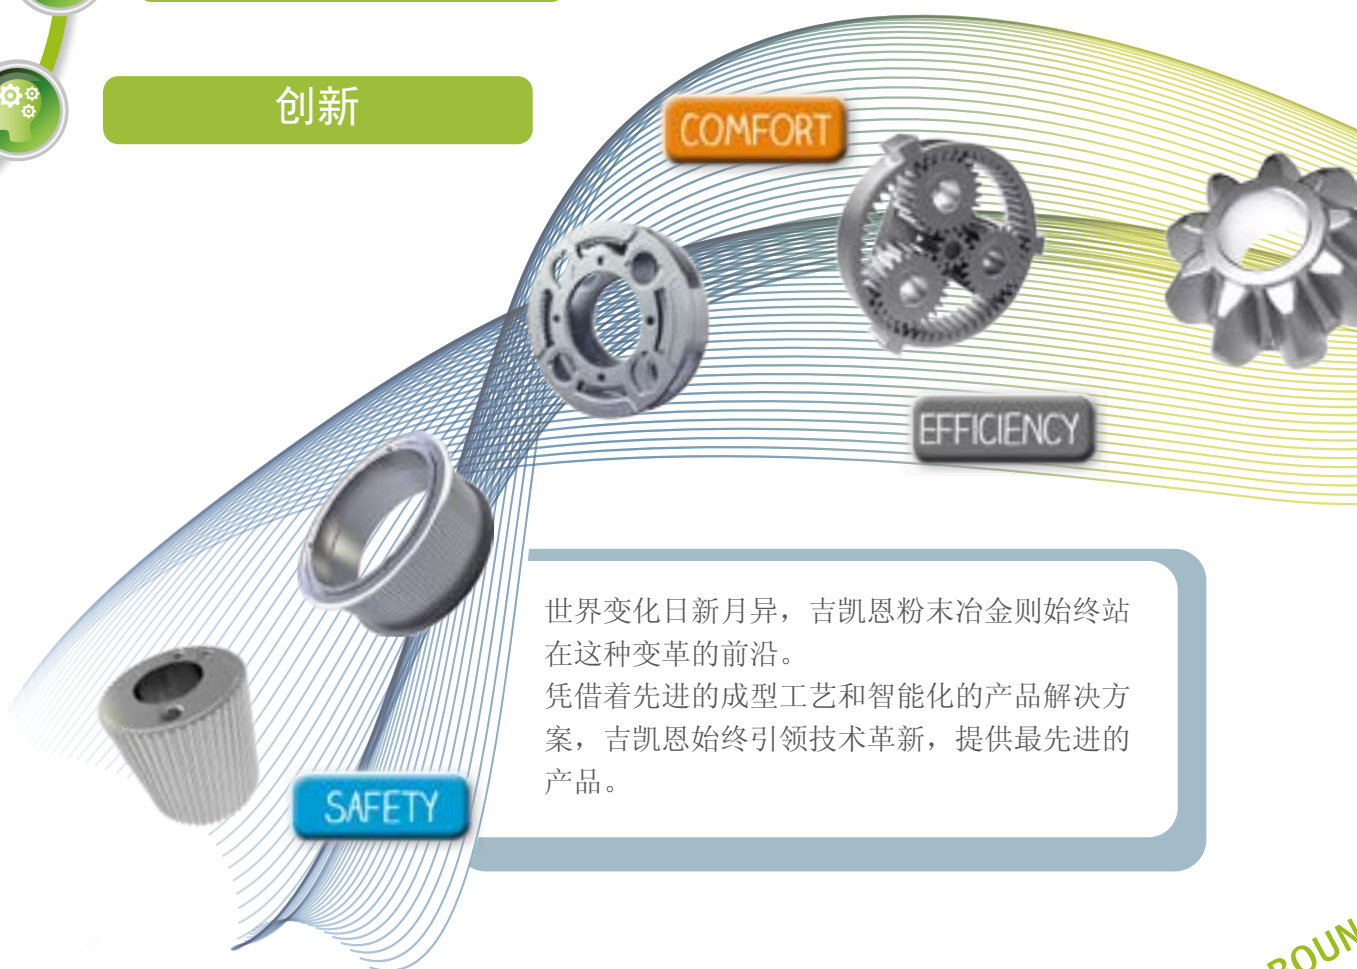 创新
COMFORT
EFFICIENCY
世界变化日新月异，吉凯恩粉末冶金则始终站
在这种变革的前沿。
凭借着先进的成型工艺和智能化的产品解决方
案，吉凯恩始终引领技术革新，提供最先进的
产品。
SAFETY